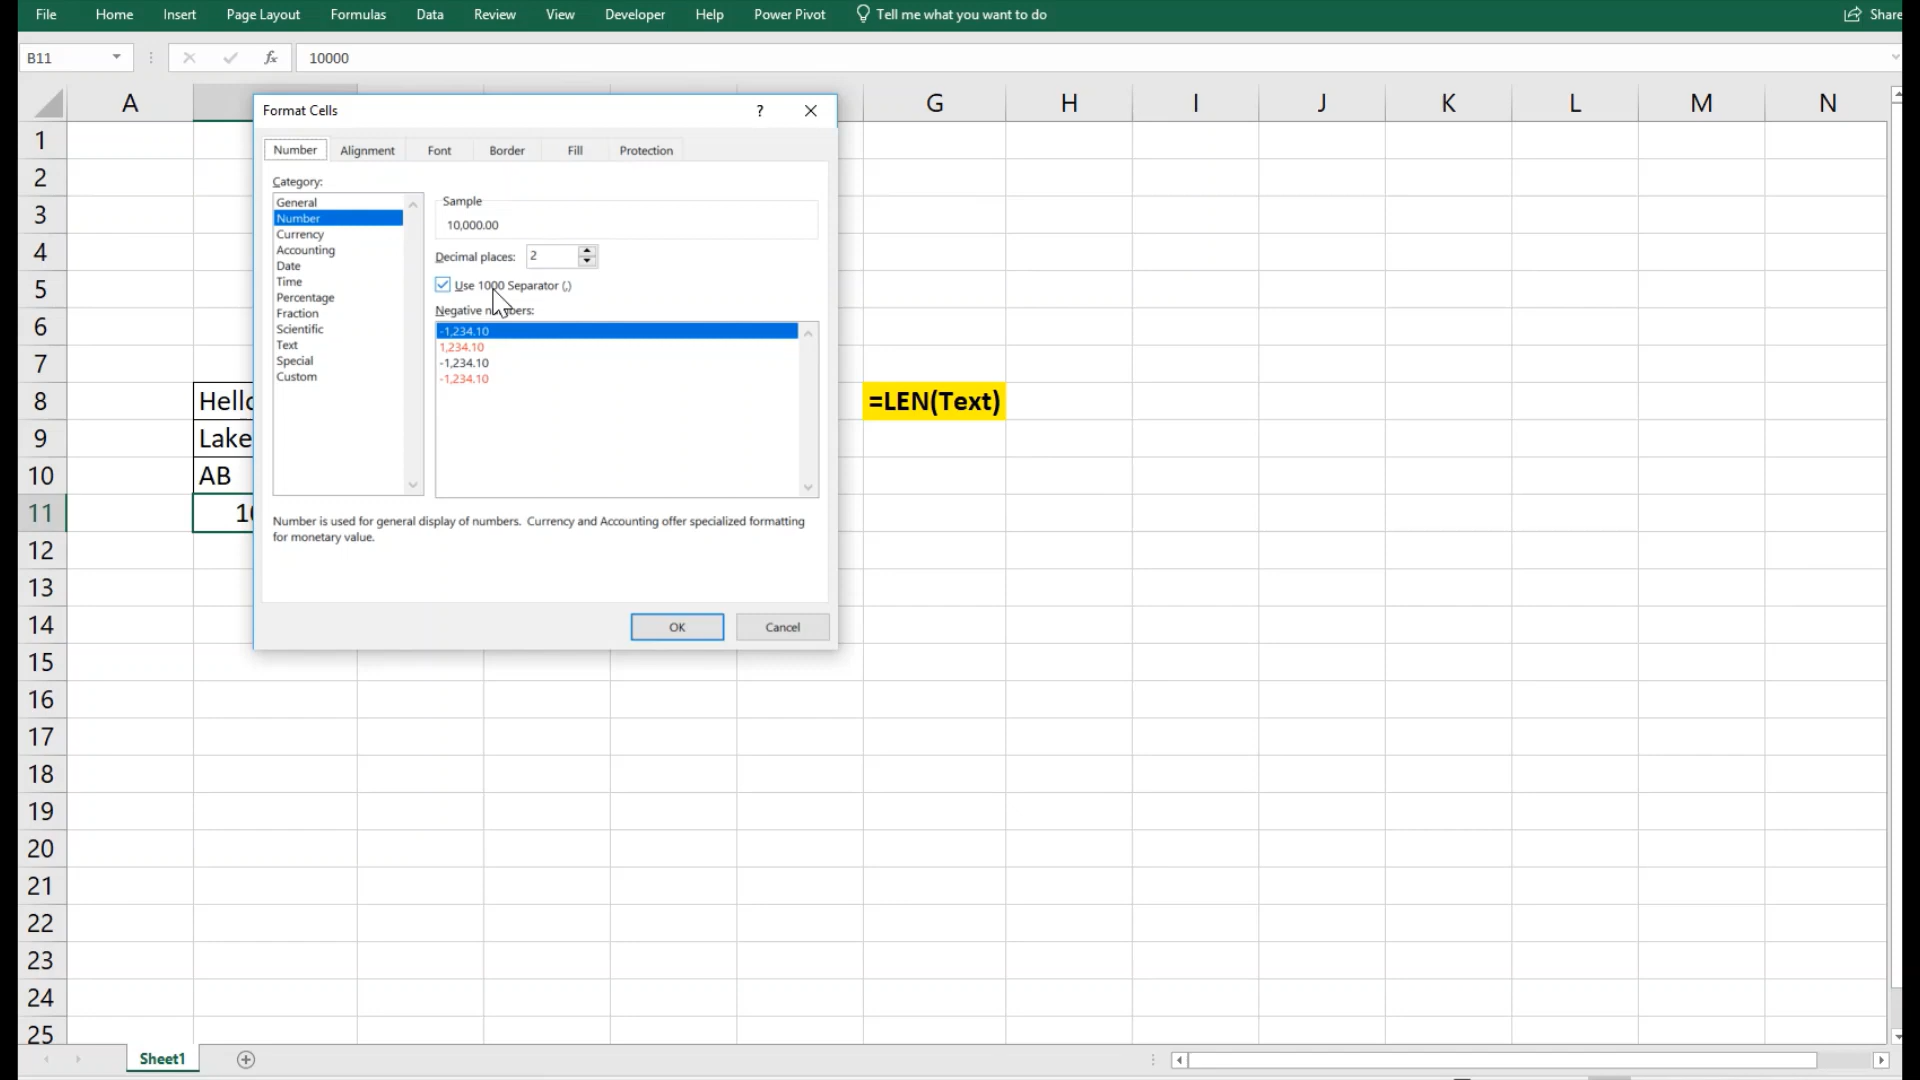 File Home Insert Page Layout Formulas Data Review View Developer Help Power Pivot Tell me what you want to do Share
B11 fx 10000
A G H I J K L M N
Format Cells ?
Number Alignment Font Border Fill Protection
Category:
General
Number
Currency
Accounting
Date
Time
Percentage
Fraction
Scientific
Text
Special
Custom
Sample
10,000.00
Decimal places: 2
Use 1000 Separator (,)
Negative numbers:
-1,234.10
1,234.10
-1,234.10
-1,234.10
Number is used for general display of numbers. Currency and Accounting offer specialized formatting
for monetary value.
OK Cancel
1
2
3
4
5
6
7
8 Hello =LEN(Text)
9 Lake
10 AB
11 10
12
13
14
15
16
17
18
19
20
21
22
23
24
25
Sheet1